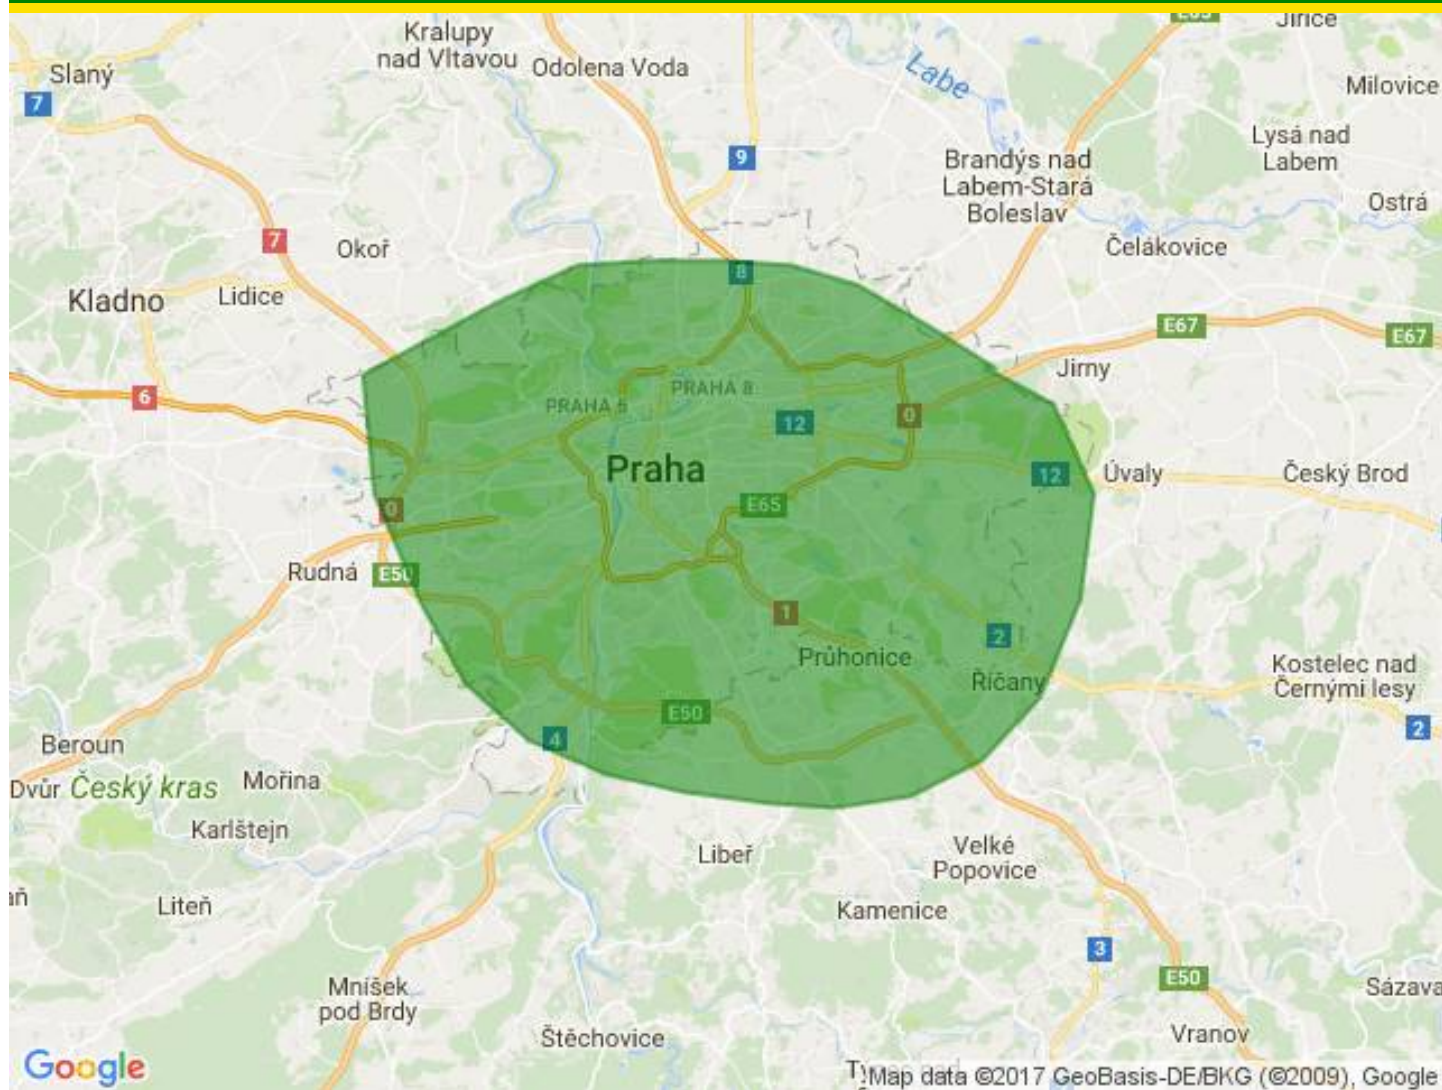 E65
Jiřice
Kralupy
nad Vltavou
Odolena Voda
Slaný
7
Labe
Milovice
Lysá nad
Labem
9
Brandýs nad
Labem-Stará
Boleslav
Ostrá
7
Okoř
Čelákovice
8
Kladno
Lidice
E67
E67
Jirny
6
PRAHA 8
PRAHA 6
0
12
Praha
12
Úvaly
Český Brod
0
E65
Rudná
E50
1
2
Průhonice
Říčany
Kostelec nad
Černými lesy
E50
2
4
Beroun
Dvůr
Český kras
Mořina
Karlštejn
Libeř
Velké
Popovice
aň
Liteň
Kamenice
3
E50
Mníšek
pod Brdy
Sázava
Štěchovice
Vranov
Google
Map data ©2017 GeoBasis-DE/BKG (©2009), Google